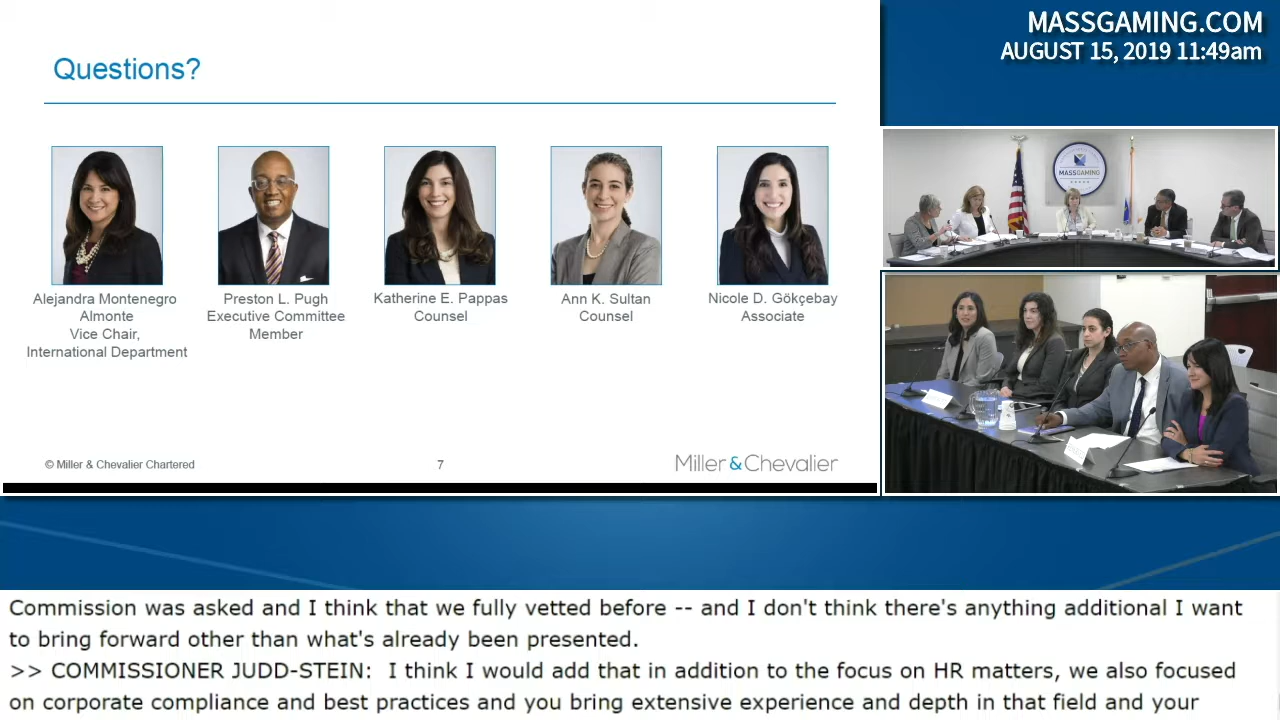 MASSGAMING.COM
AUGUST 15, 2019 11:49am
Questions?
MASSGAMING
Alejandra Montenegro
Almonte
Vice Chair,
International Department
Preston L. Pugh
Executive Committee
Member
Katherine E. Pappas
Counsel
Ann K. Sultan
Counsel
Nicole D. Gökçebay
Associate
© Miller & Chevalier Chartered
7
Miller&Chevalier
Commission was asked and I think that we fully vetted before -- and I don't think there's anything additional I want
to bring forward other than what's already been presented.
>> COMMISSIONER JUDD-STEIN:  I think I would add that in addition to the focus on HR matters, we also focused
on corporate compliance and best practices and you bring extensive experience and depth in that field and your